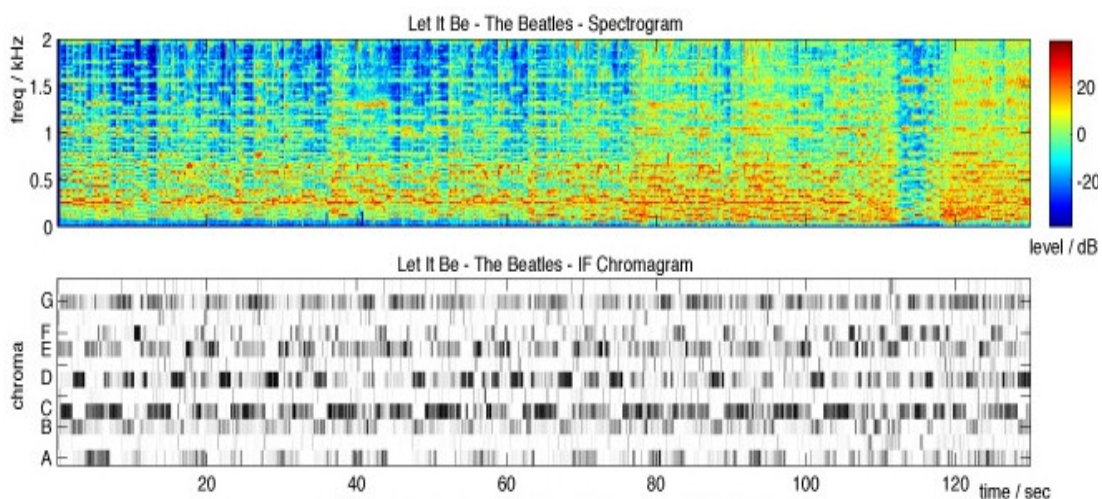 Let It Be - The Beatles - Spectrogram
freq / kHz
2
1.5
1
0.5
0
20
0
-20
level / dB
Let It Be - The Beatles - IF Chromagram
chroma
G
F
E
D
C
B
A
20 40 60 80 100 120 time / sec